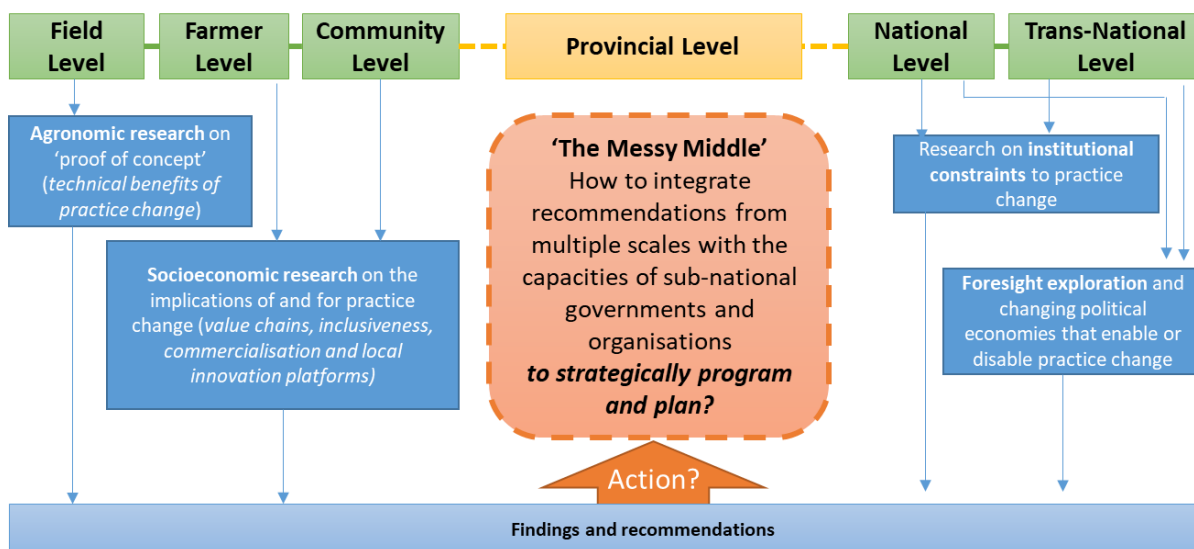 Field
Level
Farmer
Level
Community
Level
Provincial Level
National
Level
Trans-National
Level
Agronomic research on
‘proof of concept’
(technical benefits of
practice change)
Socioeconomic research on the
implications of and for practice
change (value chains, inclusiveness,
commercialisation and local
innovation platforms)
‘The Messy Middle’
How to integrate
recommendations from
multiple scales with the
capacities of sub-national
governments and
organisations
to strategically program
and plan?
Research on institutional
constraints to practice
change
Foresight exploration and
changing political
economies that enable or
disable practice change
Action?
Findings and recommendations